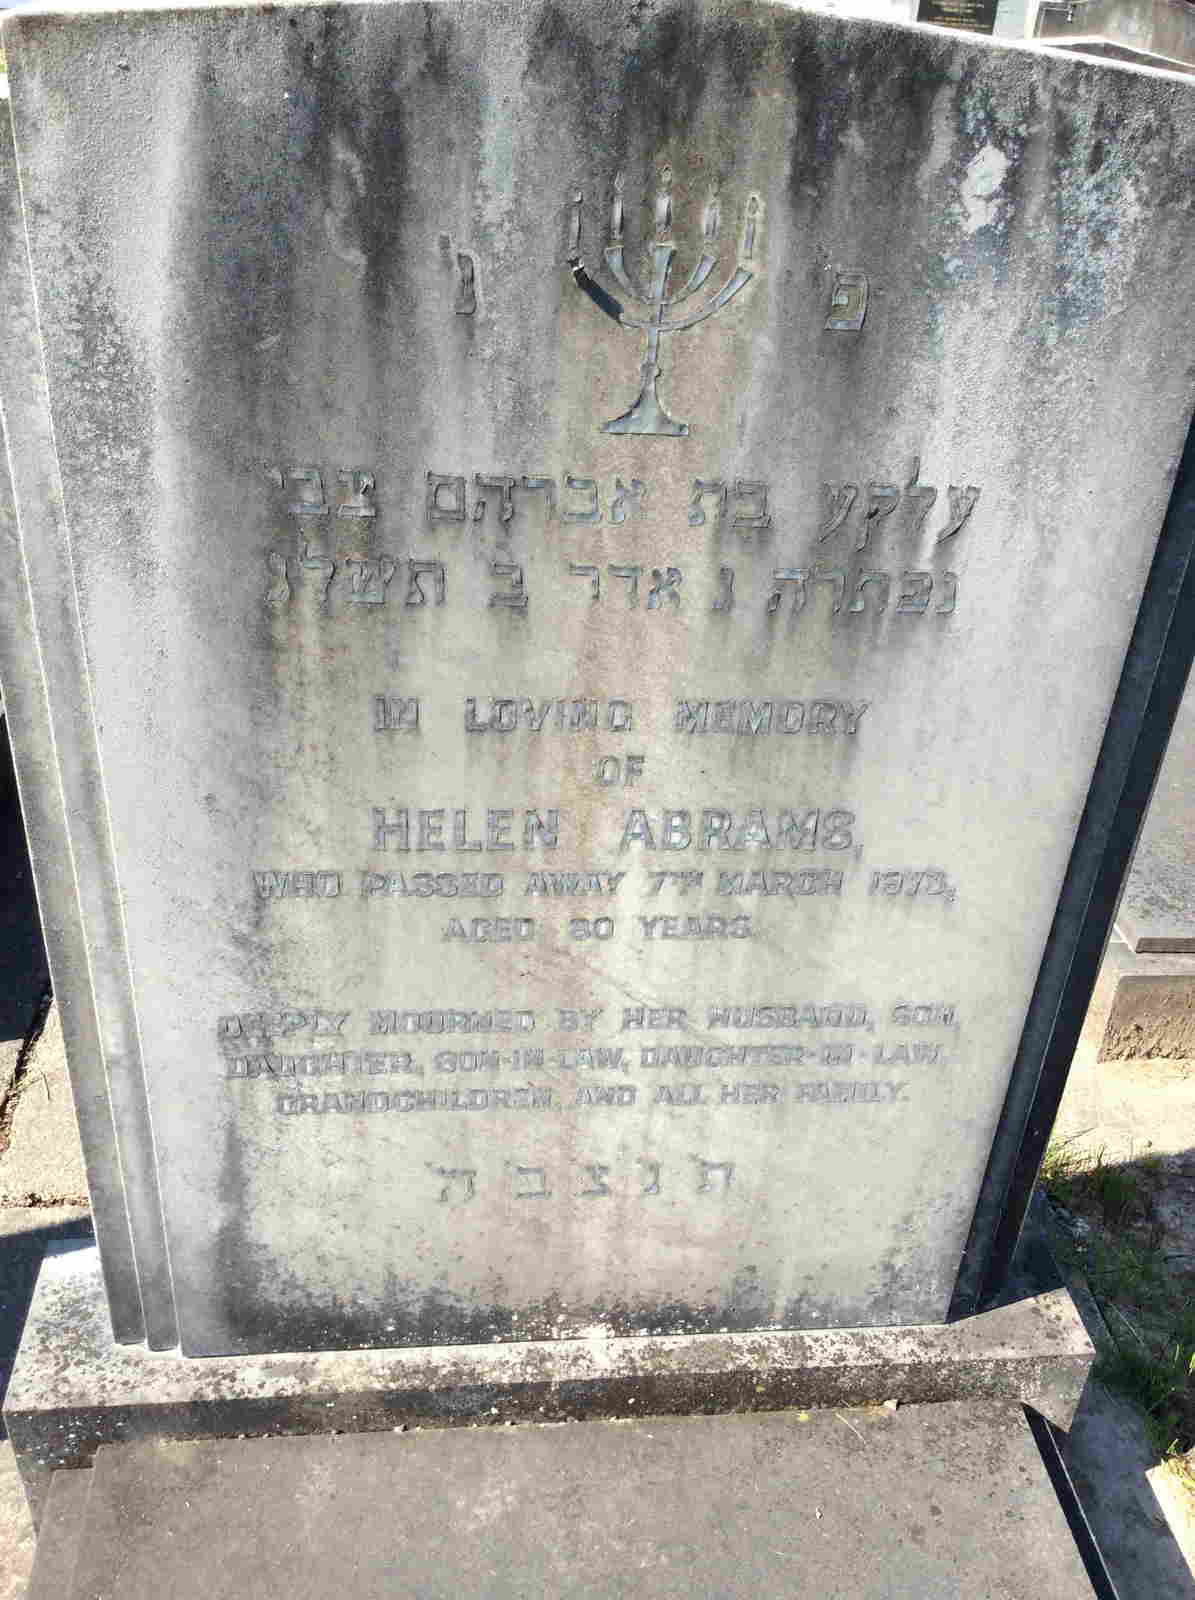 פ נ
עלקע בת אברהם צבי
נפתרה ג אדר ב תשלג
IN LOVING MEMORY
OF
HELEN ABRAMS,
WHO PASSED AWAY 7TH MARCH 1973,
AGED 80 YEARS.
DEEPLY MOURNED BY HER HUSBAND, SON,
DAUGHTER, SON-IN-LAW, DAUGHTER-IN-LAW,
GRANDCHILDREN, AND ALL HER FAMILY.
ת נ צ ב ה